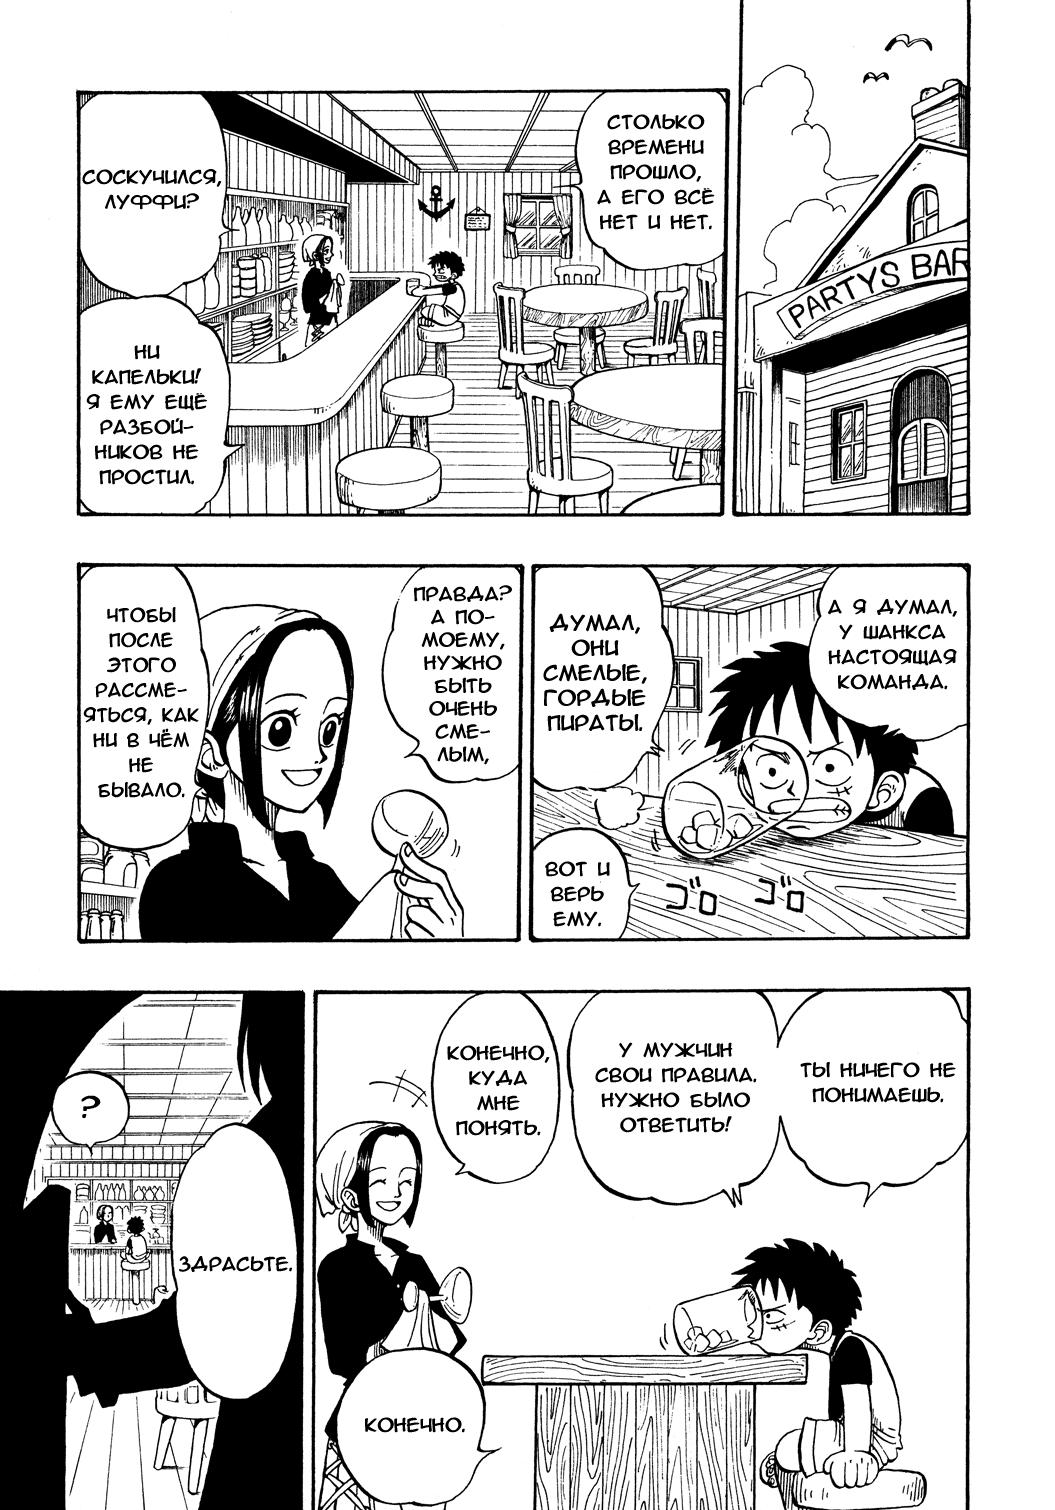 PARTYS BAR
СТОЛЬКО
ВРЕМЕНИ
ПРОШЛО,
А ЕГО ВСЁ
НЕТ И НЕТ.
СОСКУЧИЛСЯ,
ЛУФФИ?
НИ
КАПЕЛЬКИ!
Я ЕМУ ЕЩЁ
РАЗБОЙ-
НИКОВ НЕ
ПРОСТИЛ.
А Я ДУМАЛ,
У ШАНКСА
НАСТОЯЩАЯ
КОМАНДА.
ДУМАЛ,
ОНИ
СМЕЛЫЕ,
ГОРДЫЕ
ПИРАТЫ.
ВОТ И
ВЕРЬ
ЕМУ.
ゴロ
ゴロ
ПРАВДА?
А ПО-
МОЕМУ,
НУЖНО
БЫТЬ
ОЧЕНЬ
СМЕ-
ЛЫМ,
ЧТОБЫ
ПОСЛЕ
ЭТОГО
РАССМЕ-
ЯТЬСЯ, КАК
НИ В ЧЁМ
НЕ
БЫВАЛО.
ТЫ НИЧЕГО НЕ
ПОНИМАЕШЬ.
У МУЖЧИН
СВОИ ПРАВИЛА.
НУЖНО БЫЛО
ОТВЕТИТЬ!
КОНЕЧНО,
КУДА
МНЕ
ПОНЯТЬ.
КОНЕЧНО.
?
ЗДРАСЬТЕ.